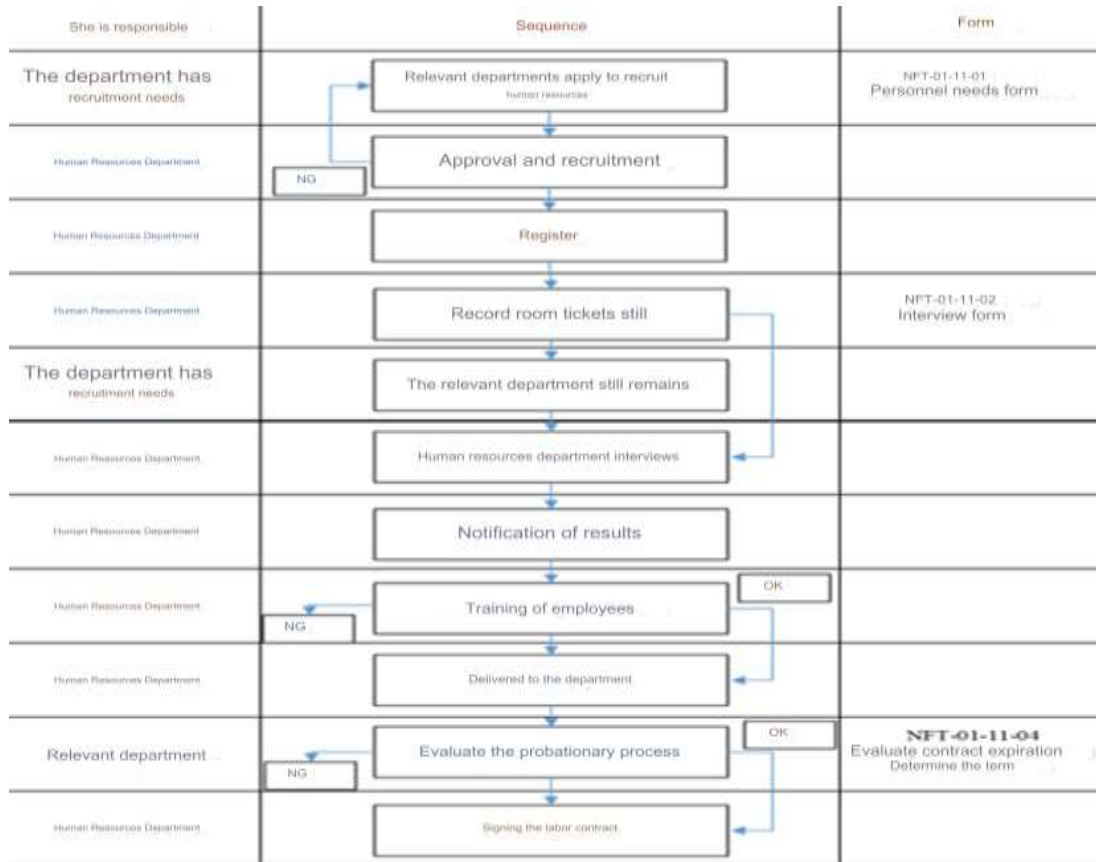 She is responsible
Sequence
Form
The department has
recruitment needs
Relevant departments apply to recruit
human resources
NFT-01-11-01
Personnel needs form
Human Resources Department
NG
Approval and recruitment
Human Resources Department
Register
Human Resources Department
Record room tickets still
NFT-01-11-02
Interview form
The department has
recruitment needs
The relevant department still remains
Human Resources Department
Human resources department interviews
Human Resources Department
Notification of results
Human Resources Department
NG
Training of employees
OK
Human Resources Department
Delivered to the department
Relevant department
NG
Evaluate the probationary process
OK
NFT-01-11-04
Evaluate contract expiration
Determine the term
Human Resources Department
Signing the labor contract